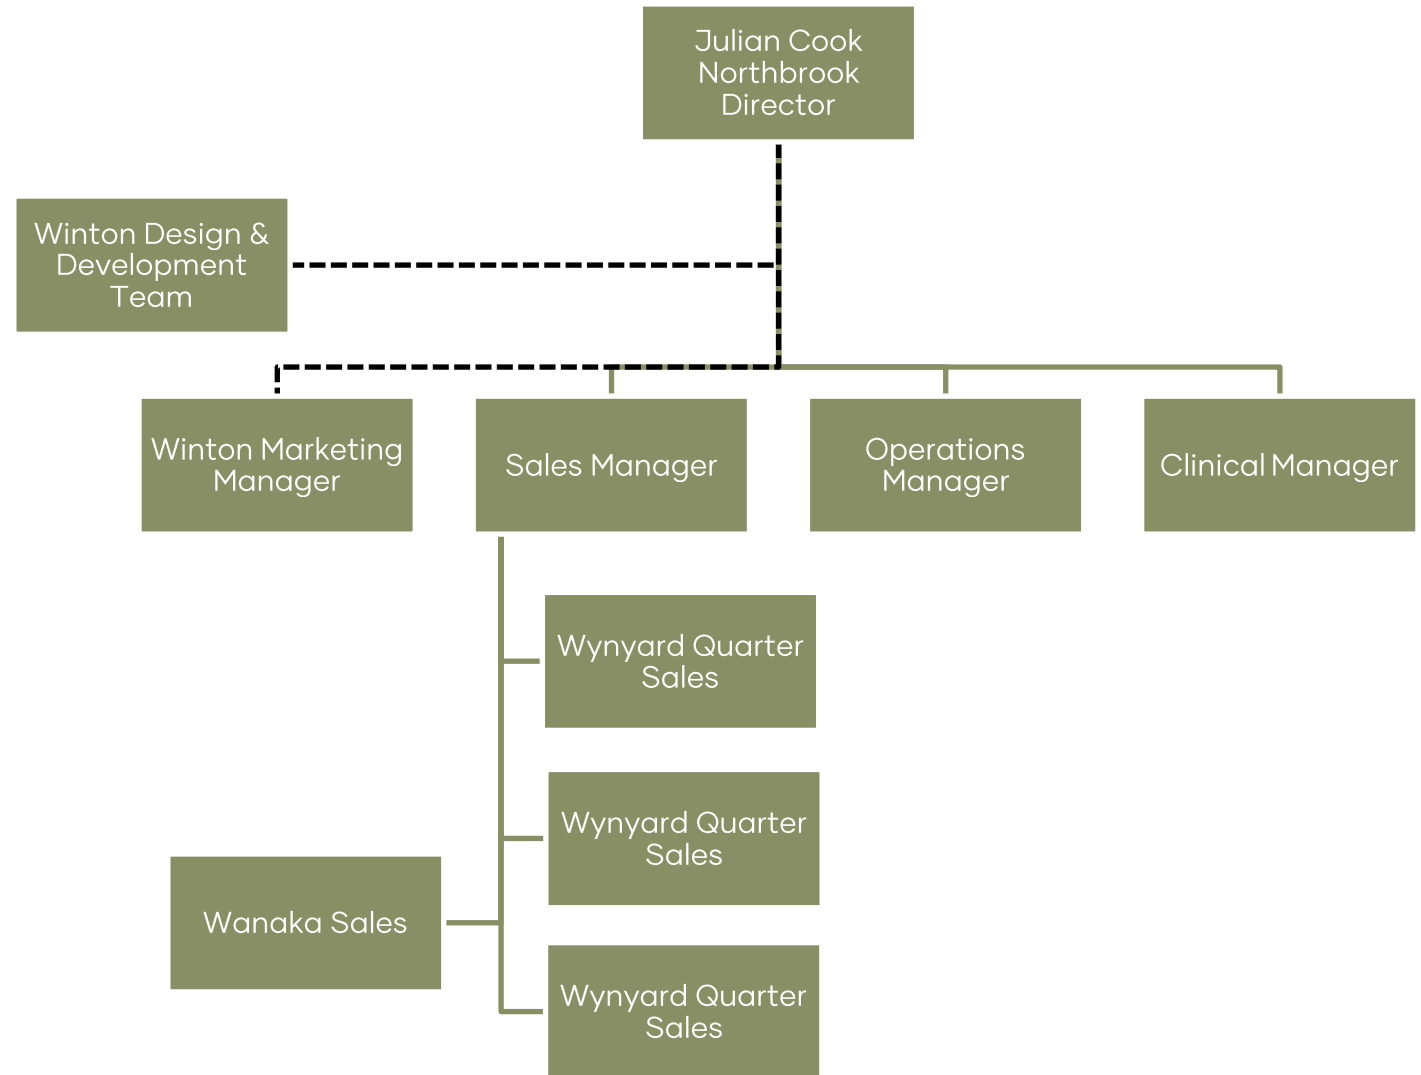 Julian Cook
Northbrook
Director
Winton Design &
Development
Team
Winton Marketing
Manager
Sales Manager
Operations
Manager
Clinical Manager
Wynyard Quarter
Sales
Wynyard Quarter
Sales
Wanaka Sales
Wynyard Quarter
Sales